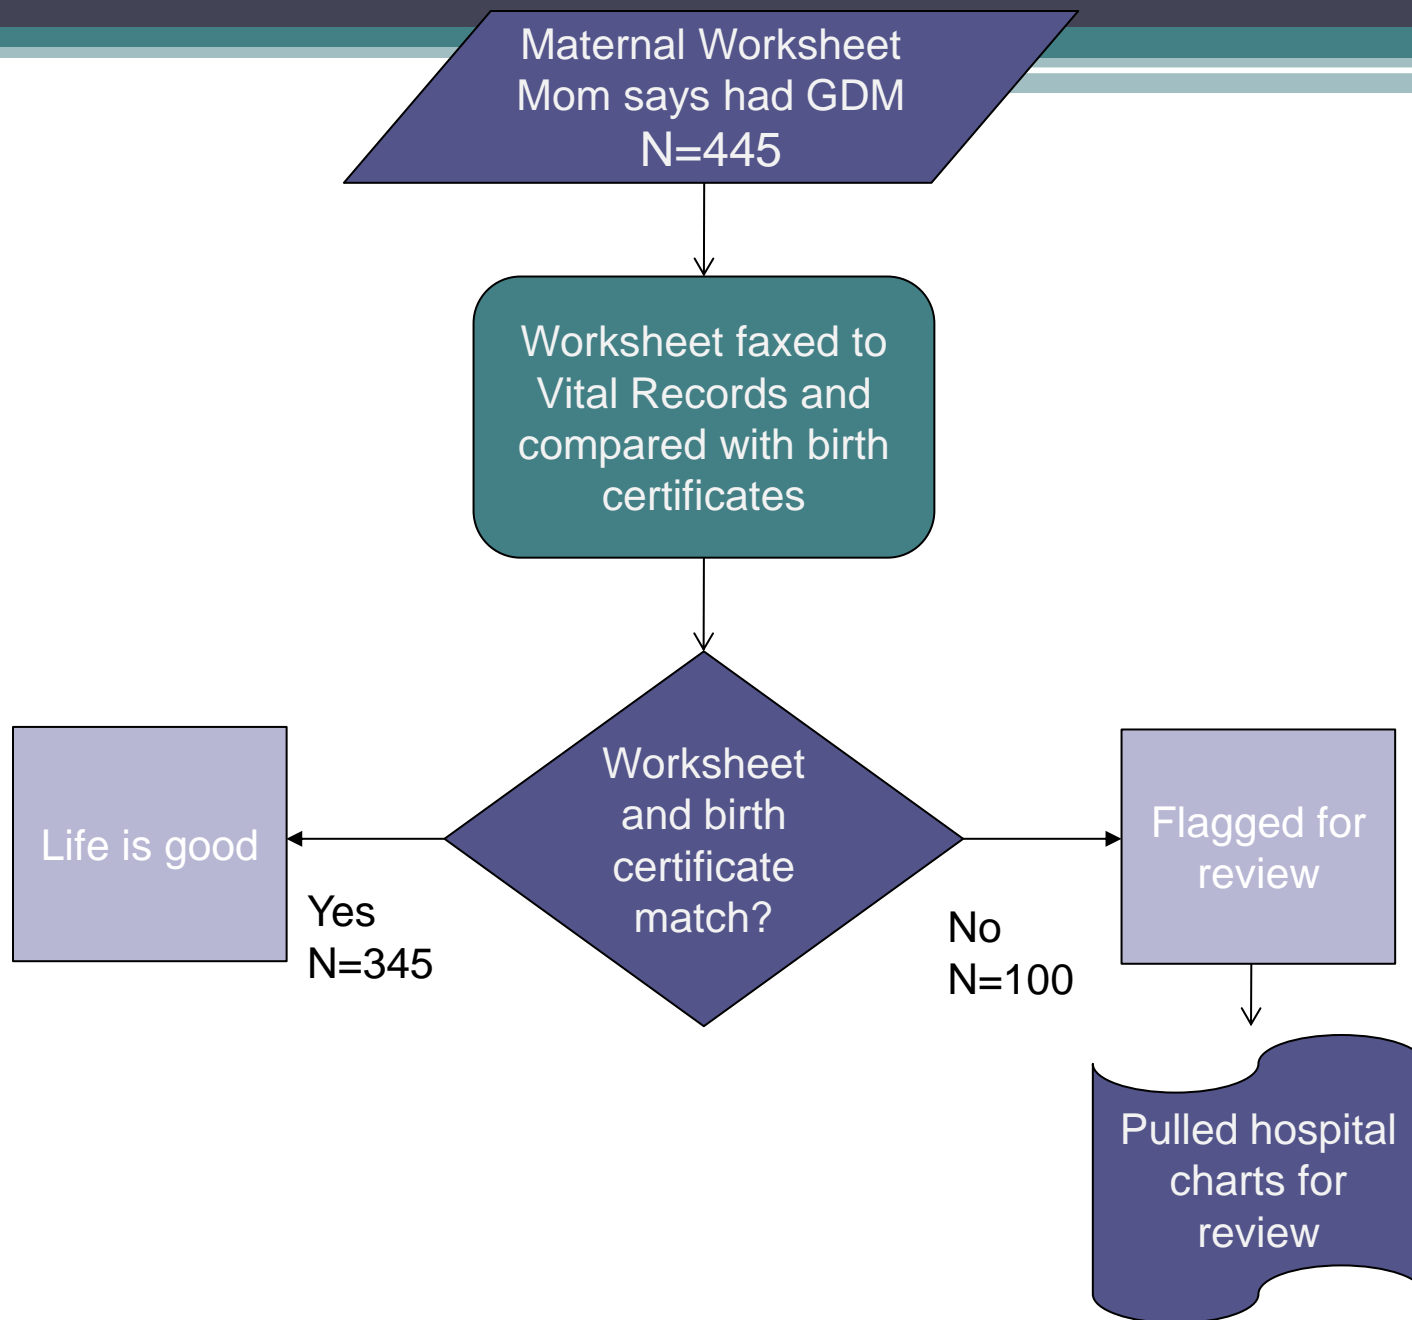 Maternal Worksheet
Mom says had GDM
N=445
Worksheet faxed to
Vital Records and
compared with birth
certificates
Worksheet
and birth
certificate
match?
Life is good
Yes
N=345
No
N=100
Flagged for
review
Pulled hospital
charts for
review